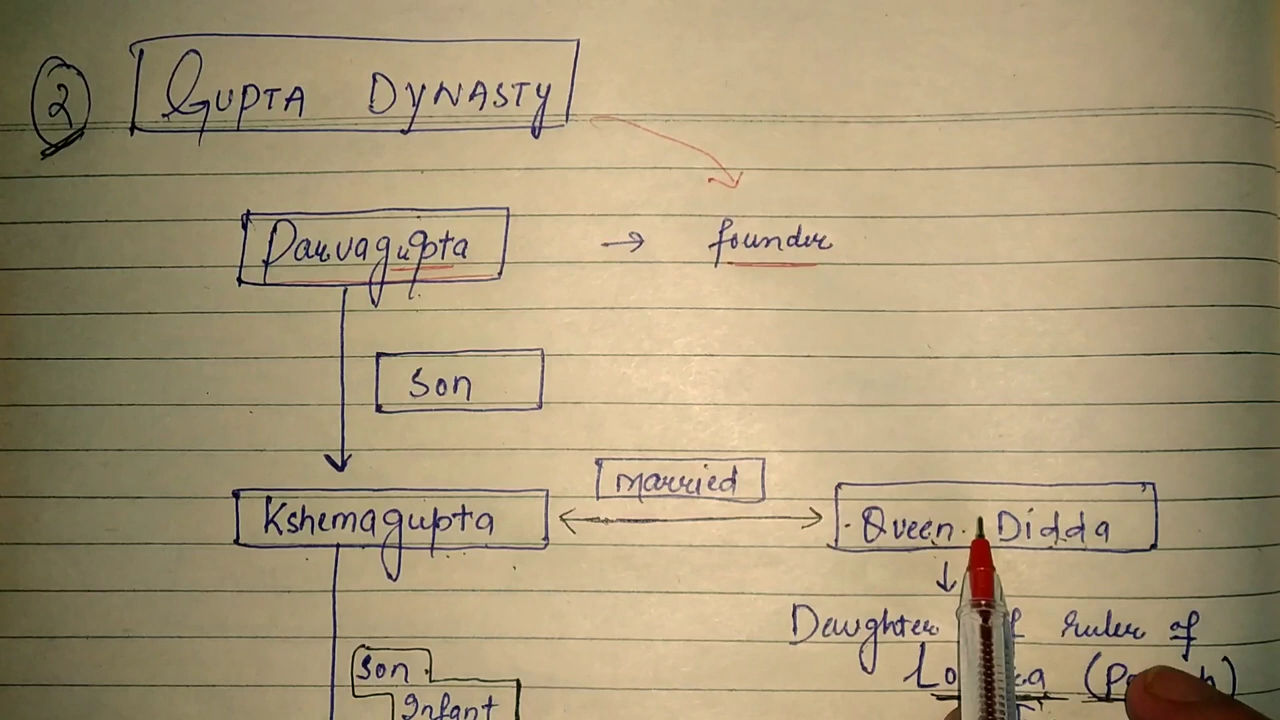 2 GUPTA DYNASTY
Parvagupta → founder
Son
married
Kshemagupta Queen Didda
Daughter ruler of
Son
Infant